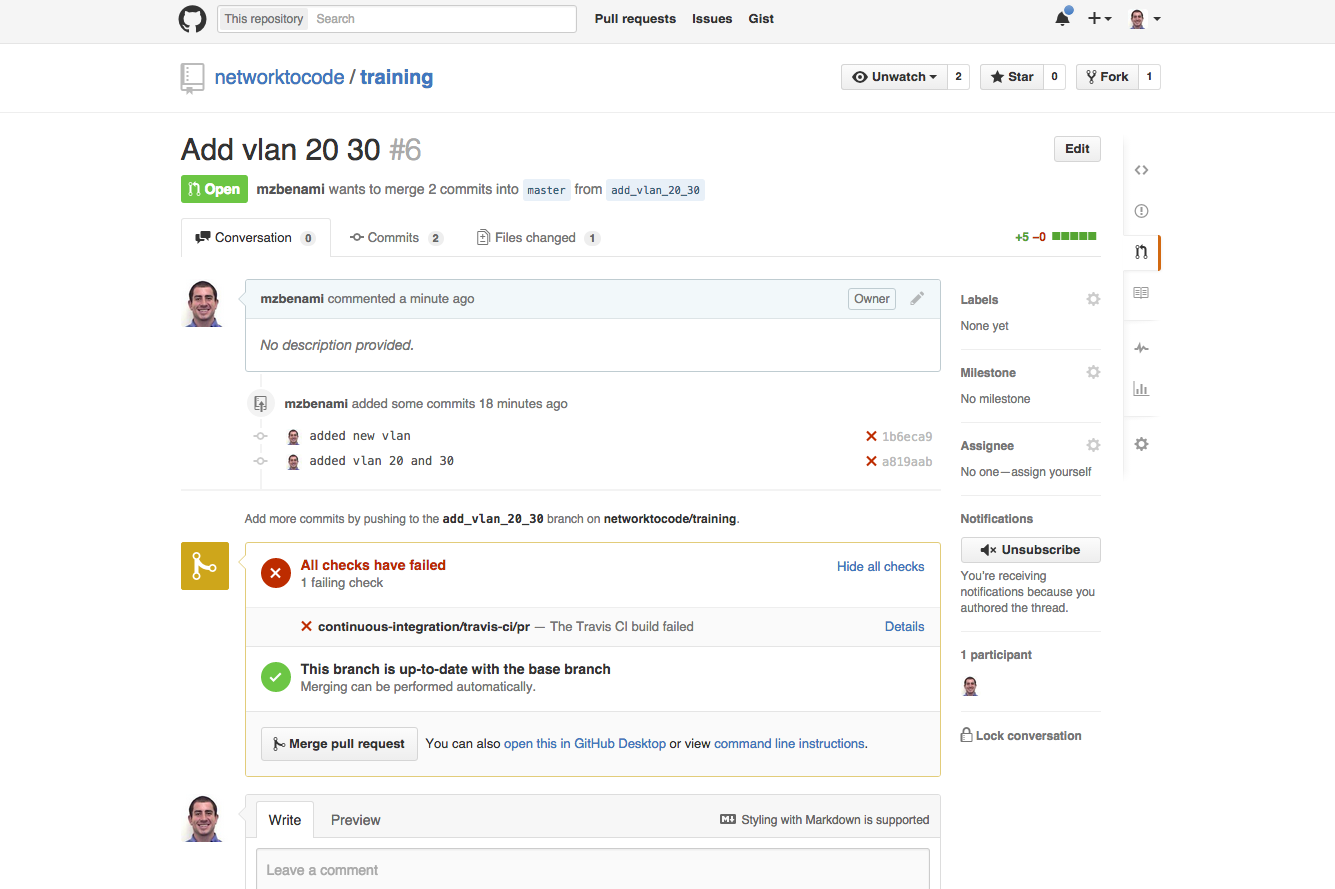 This repository Search Pull requests Issues Gist
networktocode / training Unwatch 2 Star 0 Fork 1
Add vlan 20 30 #6 Edit
Open mzbenami wants to merge 2 commits into master from add_vlan_20_30
Conversation 0 Commits 2 Files changed 1 +5 −0
mzbenami commented a minute ago Owner
No description provided.
mzbenami added some commits 18 minutes ago
added new vlan 1b6eca9
added vlan 20 and 30 a819aab
Add more commits by pushing to the add_vlan_20_30 branch on networktocode/training.
All checks have failed Hide all checks
1 failing check
continuous-integration/travis-ci/pr — The Travis CI build failed Details
This branch is up-to-date with the base branch
Merging can be performed automatically.
Merge pull request You can also open this in GitHub Desktop or view command line instructions.
Write Preview Styling with Markdown is supported
Leave a comment
Labels
None yet
Milestone
No milestone
Assignee
No one—assign yourself
Notifications
Unsubscribe
You're receiving
notifications because you
authored the thread.
1 participant
Lock conversation